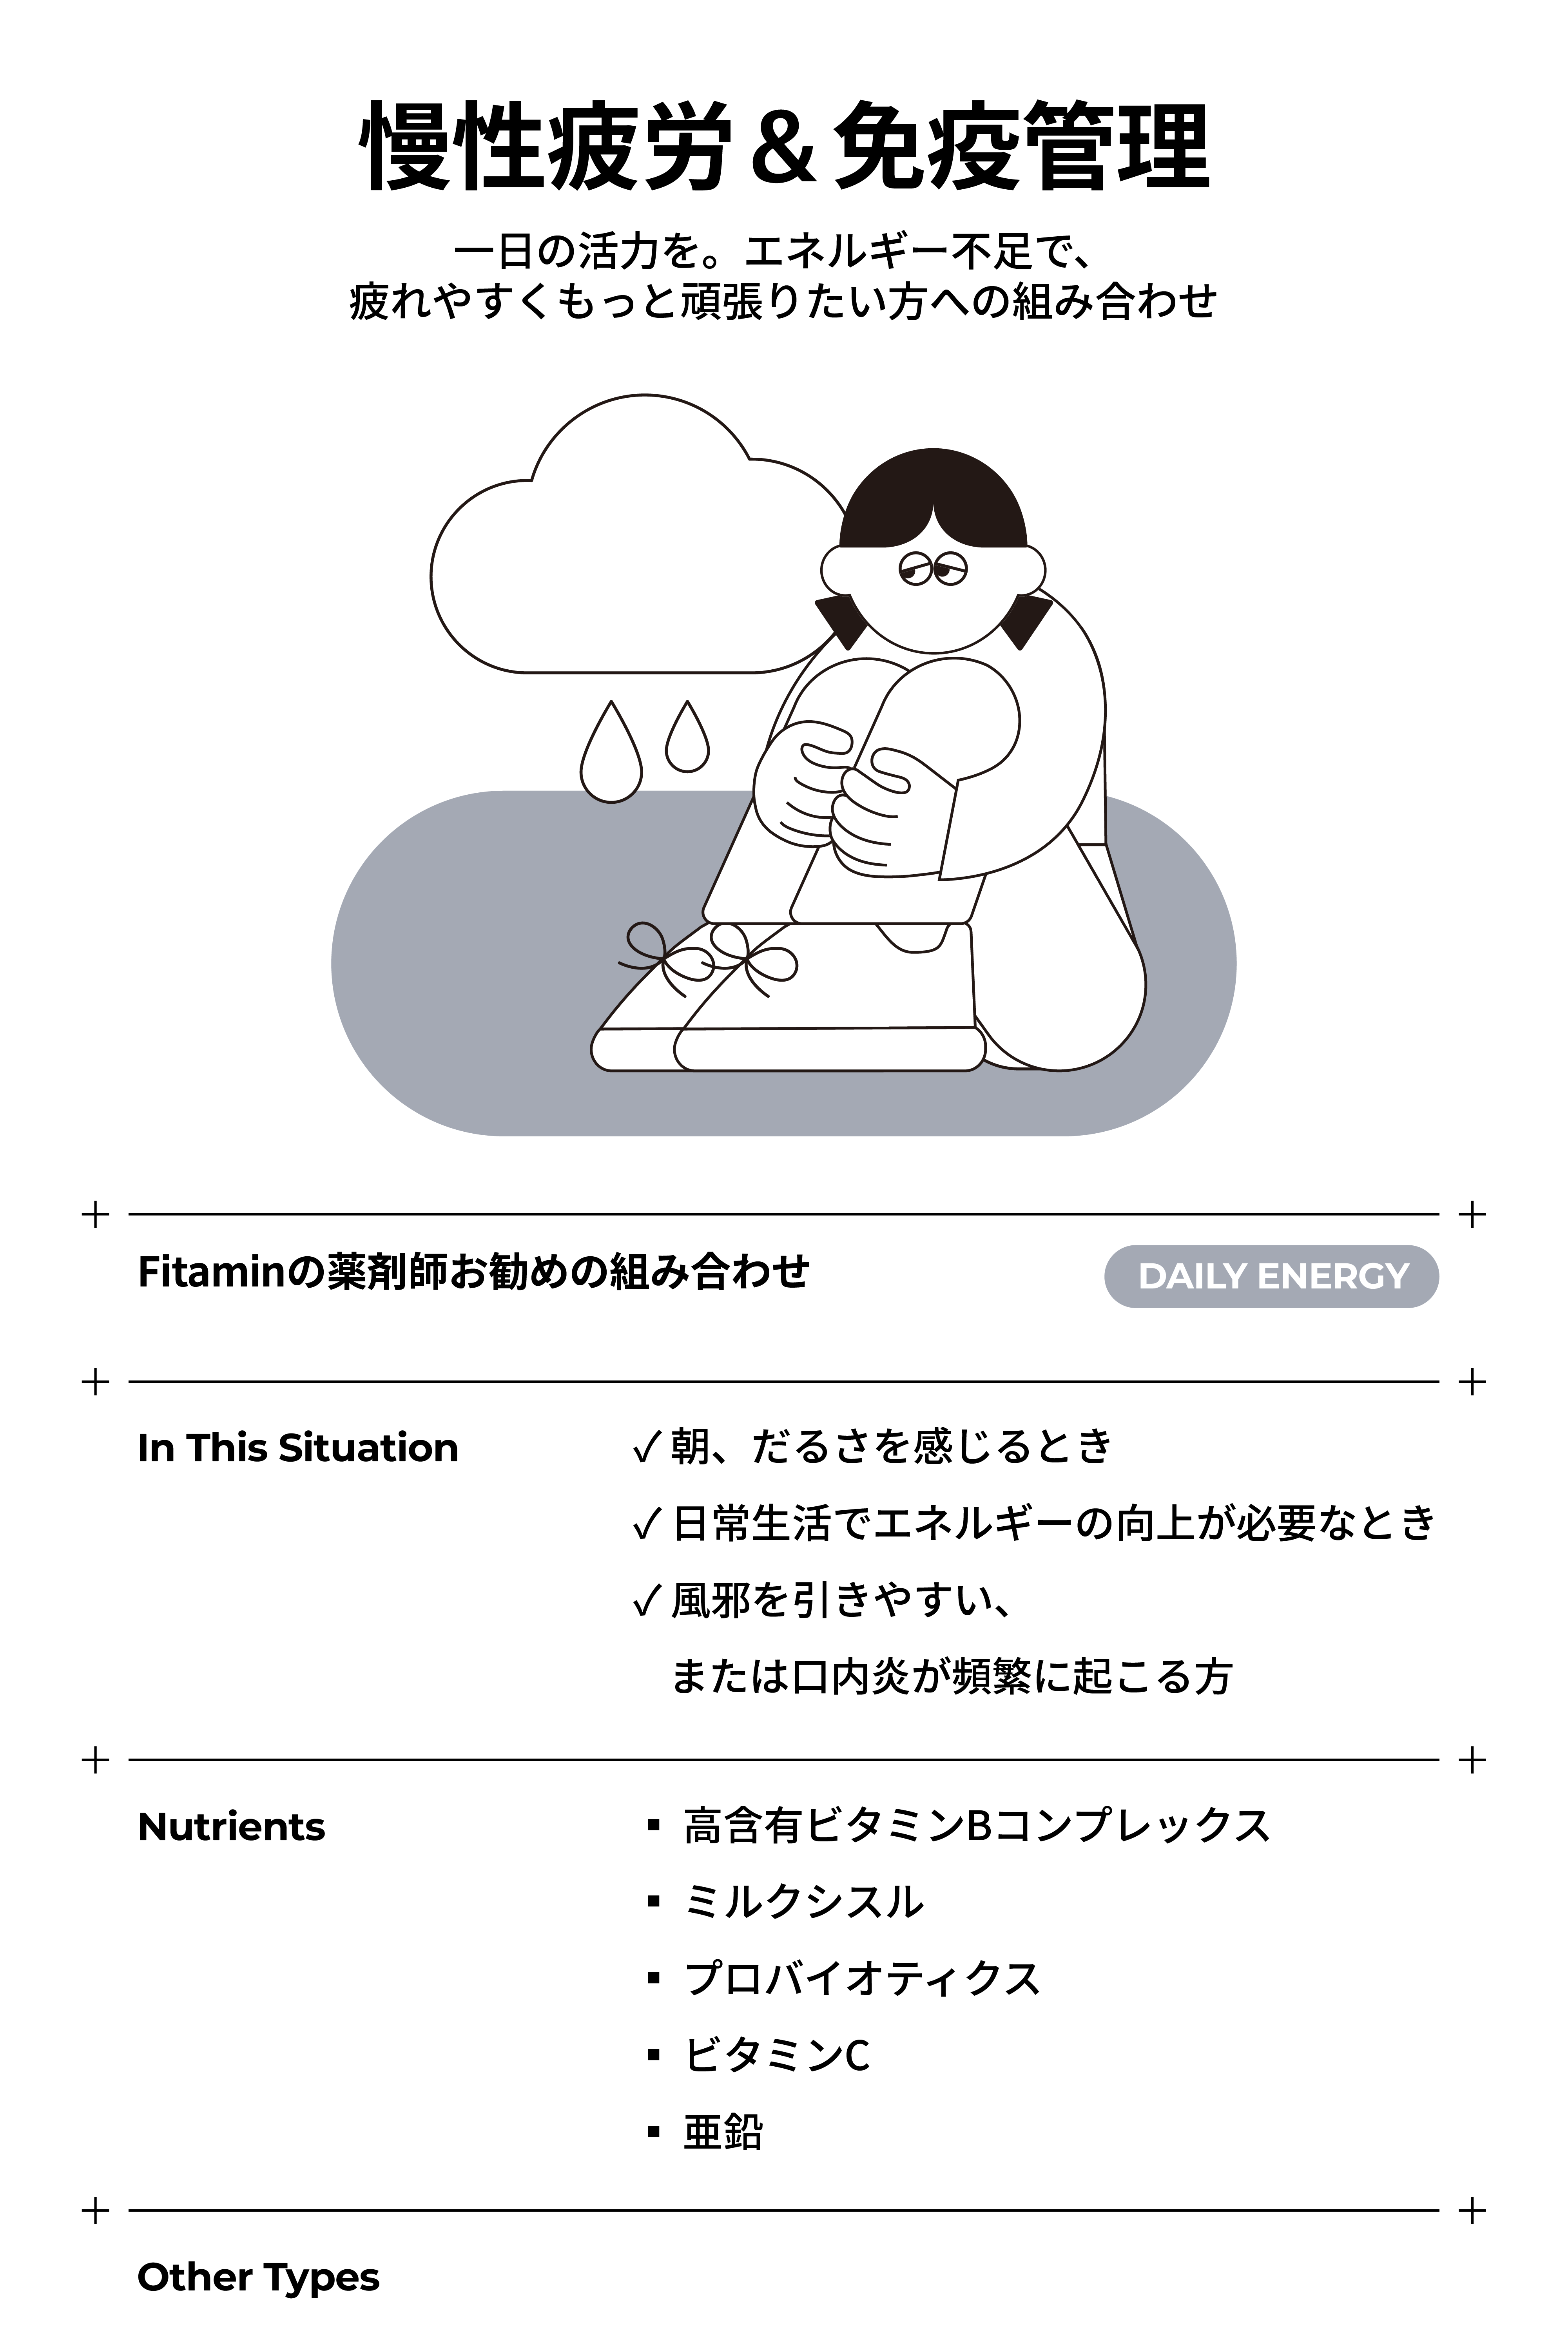 慢性疲労 & 免疫管理
一日の活力を。エネルギー不足で、
疲れやすくもっと頑張りたい方への組み合わせ
Fitaminの薬剤師お勧めの組み合わせ
DAILY ENERGY
In This Situation
✓ 朝、だるさを感じるとき
✓ 日常生活でエネルギーの向上が必要なとき
✓ 風邪を引きやすい、
または口内炎が頻繁に起こる方
Nutrients
▪ 高含有ビタミンBコンプレックス
▪ ミルクシスル
▪ プロバイオティクス
▪ ビタミンC
▪ 亜鉛
Other Types